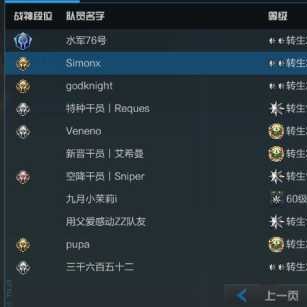 战神段位 队员名字 等级
水军76号 转生
Simonx 转生
godknight 转生
特种干员丨Reques 转生
Veneno 转生
新晋干员丨艾希曼 转生
空降干员丨Sniper 转生
九月小茉莉i 60级
用父爱感动ZZ队友 转生
pupa 转生
三千六百五十二 转生
上一页